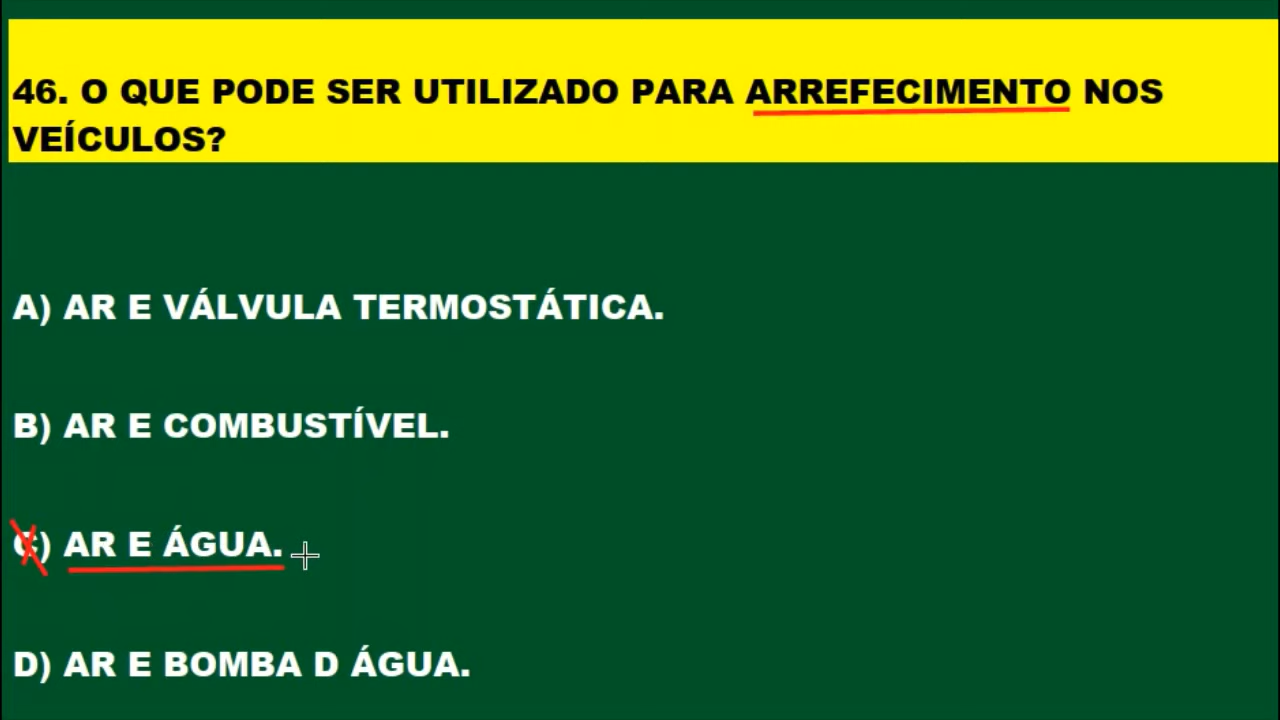 46. O QUE PODE SER UTILIZADO PARA ARREFECIMENTO NOS
VEÍCULOS?
A) AR E VÁLVULA TERMOSTÁTICA.
B) AR E COMBUSTÍVEL.
C) AR E ÁGUA.
D) AR E BOMBA D ÁGUA.